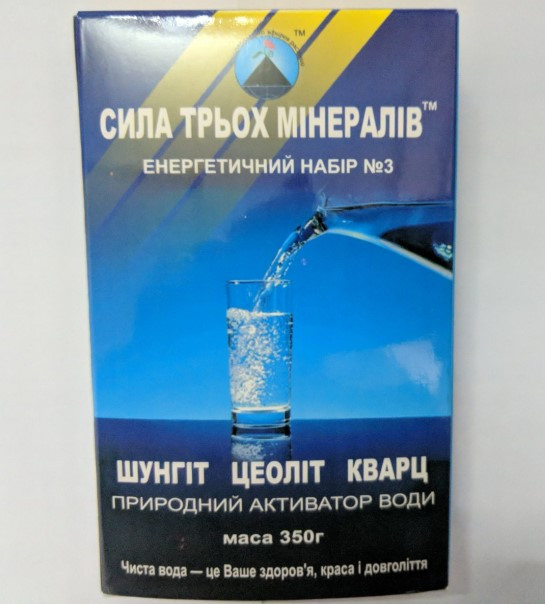 СИЛА ТРЬОХ МІНЕРАЛІВ™
ЕНЕРГЕТИЧНИЙ НАБІР №3
ШУНГІТ ЦЕОЛІТ КВАРЦ
ПРИРОДНИЙ АКТИВАТОР ВОДИ
маса 350г
Чиста вода — це Ваше здоров'я, краса і довголіття